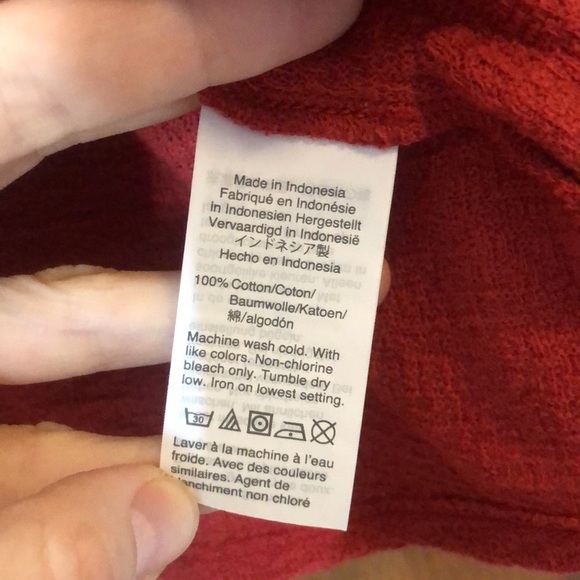 Made in Indonesia
Fabriqué en Indonésie
In Indonesien Hergestellt
Vervaardigd in Indonesië
インドネシア製
Hecho en Indonesia
100% Cotton/Coton/
Baumwolle/Katoen/
綿/algodón
Machine wash cold. With
like colors. Non-chlorine
bleach only. Tumble dry
low. Iron on lowest setting.
30
Laver à la machine à l'eau
froide. Avec des couleurs
similaires. Agent de
non chloré